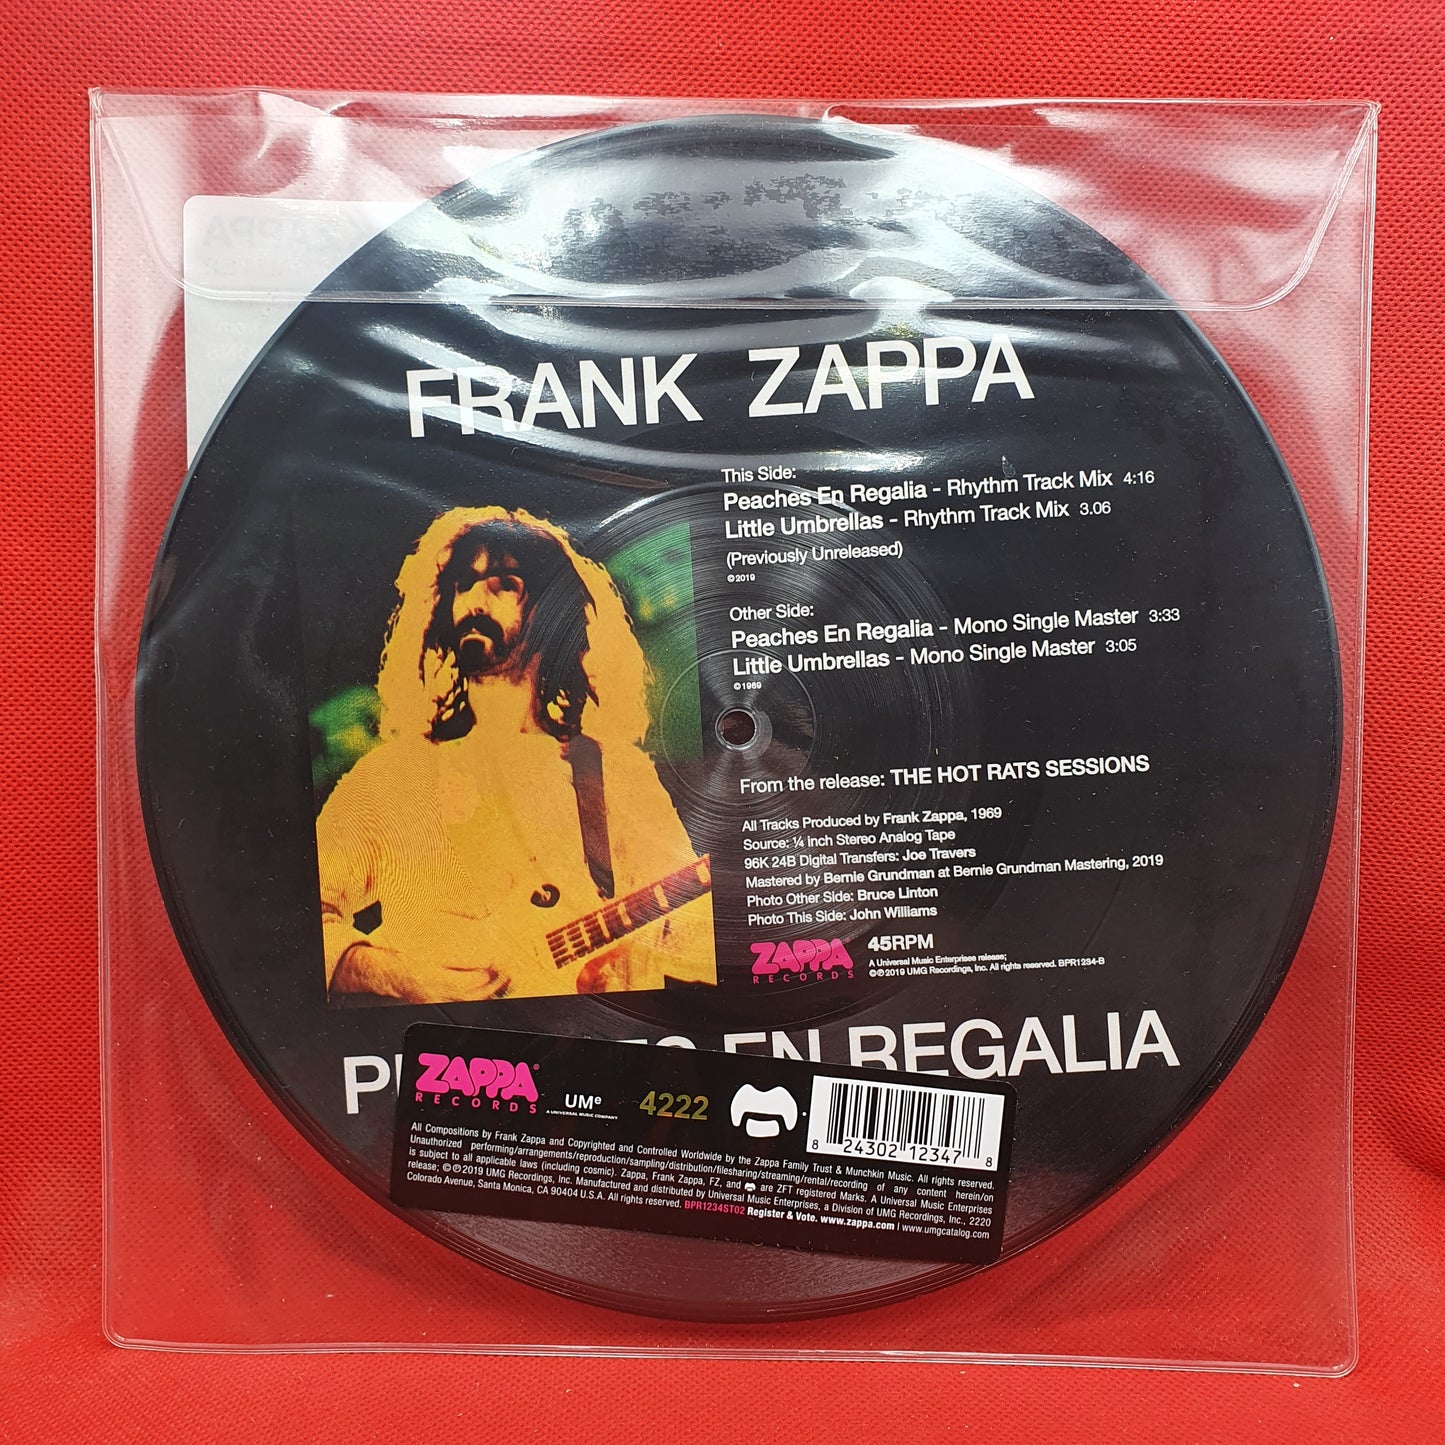 FRANK ZAPPA
This Side:
Peaches En Regalia - Rhythm Track Mix 4:16
Little Umbrellas - Rhythm Track Mix 3.06
(Previously Unreleased)
℗2019
Other Side:
Peaches En Regalia - Mono Single Master 3:33
Little Umbrellas - Mono Single Master 3:05
℗1969
From the release: THE HOT RATS SESSIONS
All Tracks Produced by Frank Zappa, 1969
Source: ¼ inch Stereo Analog Tape
96K 24B Digital Transfers: Joe Travers
Mastered by Bernie Grundman at Bernie Grundman Mastering, 2019
Photo Other Side: Bruce Linton
Photo This Side: John Williams
ZAPPA
RECORDS
45RPM
A Universal Music Enterprises release;
©℗2019 UMG Recordings, Inc. All rights reserved. BPR1234-B
EN REGALIA
ZAPPA®
RECORDS
UMe
A UNIVERSAL MUSIC COMPANY
4222
8 24302 12347 8
All Compositions by Frank Zappa and Copyrighted and Controlled Worldwide by the Zappa Family Trust & Munchkin Music. All rights reserved.
Unauthorized performing/arrangements/reproduction/sampling/distribution/filesharing/streaming/rental/recording of any content herein/on
is subject to all applicable laws (including cosmic). Zappa, Frank Zappa, FZ, and are ZFT registered Marks. A Universal Music Enterprises
release; ©℗2019 UMG Recordings, Inc. Manufactured and distributed by Universal Music Enterprises, a Division of UMG Recordings, Inc., 2220
Colorado Avenue, Santa Monica, CA 90404 U.S.A. All rights reserved. BPR1234ST02 Register & Vote. www.zappa.com | www.umgcatalog.com